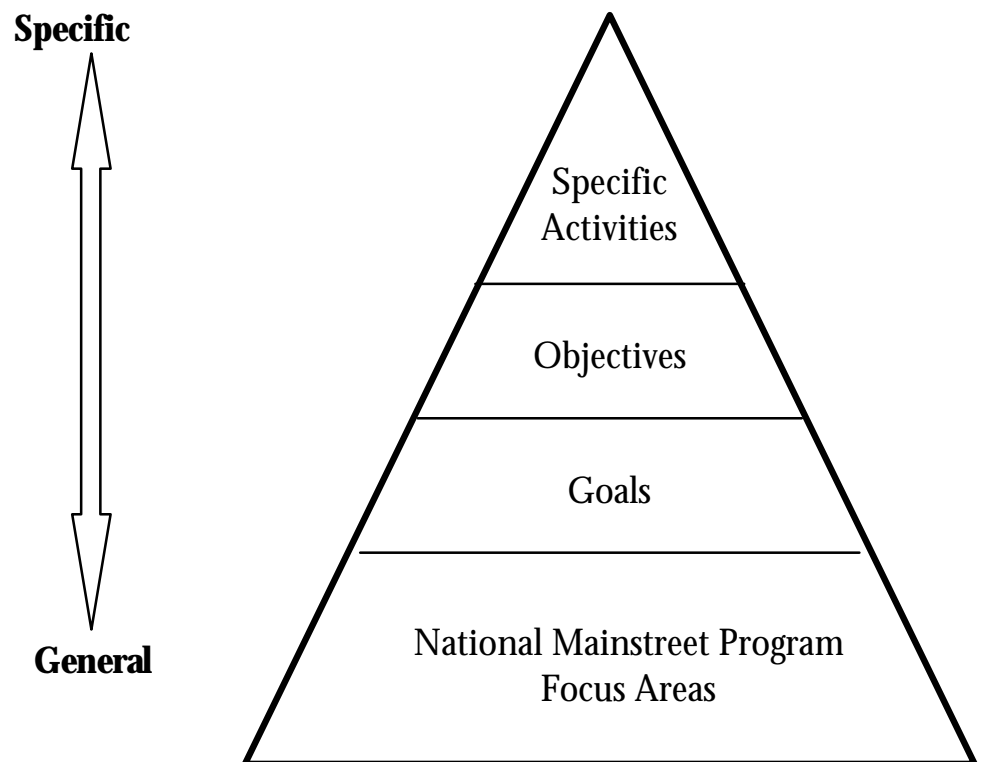 Specific
Specific
Activities
Objectives
Goals
National Mainstreet Program
Focus Areas
General